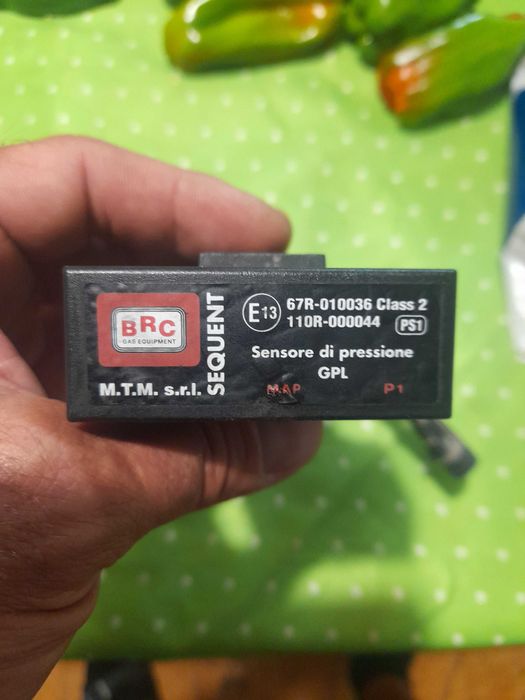 BRC
GAS EQUIPMENT
M.T.M. s.r.l.
SEQUENT
E13
67R-010036 Class 2
110R-000044 PS1
Sensore di pressione
GPL
MAP P1